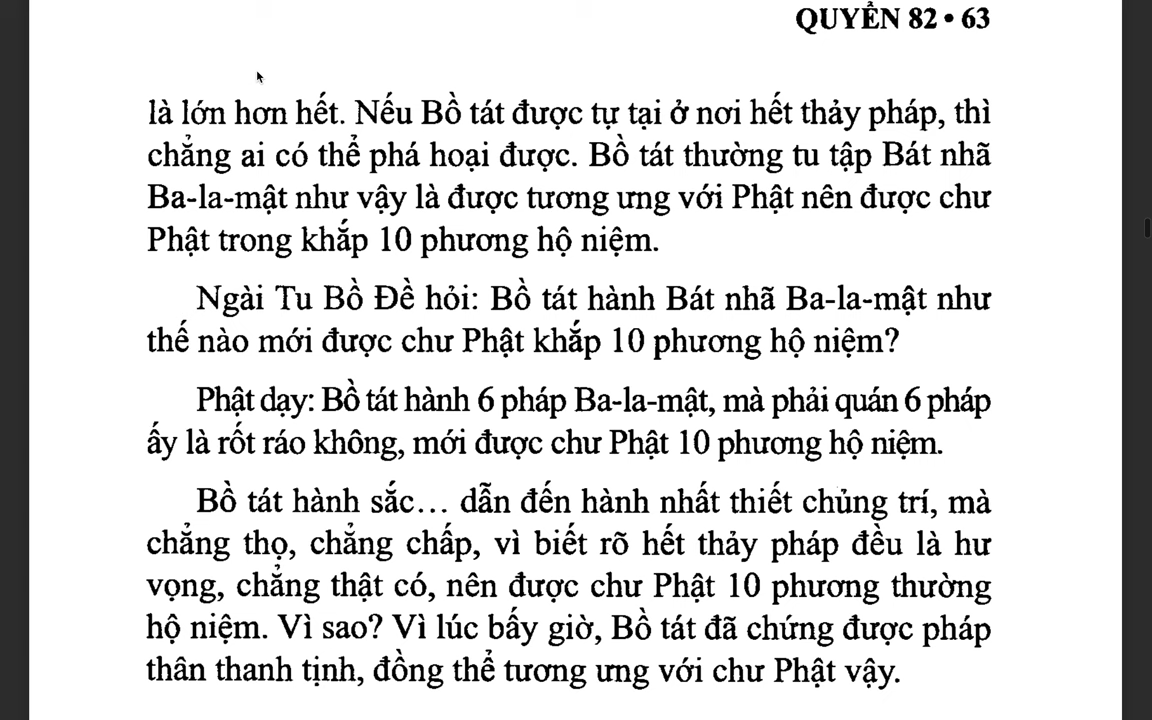 QUYỂN 82 • 63
là lớn hơn hết. Nếu Bồ tát được tự tại ở nơi hết thảy pháp, thì
chẳng ai có thể phá hoại được. Bồ tát thường tu tập Bát nhã
Ba-la-mật như vậy là được tương ưng với Phật nên được chư
Phật trong khắp 10 phương hộ niệm.
Ngài Tu Bồ Đề hỏi: Bồ tát hành Bát nhã Ba-la-mật như
thế nào mới được chư Phật khắp 10 phương hộ niệm?
Phật dạy: Bồ tát hành 6 pháp Ba-la-mật, mà phải quán 6 pháp
ấy là rốt ráo không, mới được chư Phật 10 phương hộ niệm.
Bồ tát hành sắc… dẫn đến hành nhất thiết chủng trí, mà
chẳng thọ, chẳng chấp, vì biết rõ hết thảy pháp đều là hư
vọng, chẳng thật có, nên được chư Phật 10 phương thường
hộ niệm. Vì sao? Vì lúc bấy giờ, Bồ tát đã chứng được pháp
thân thanh tịnh, đồng thể tương ưng với chư Phật vậy.